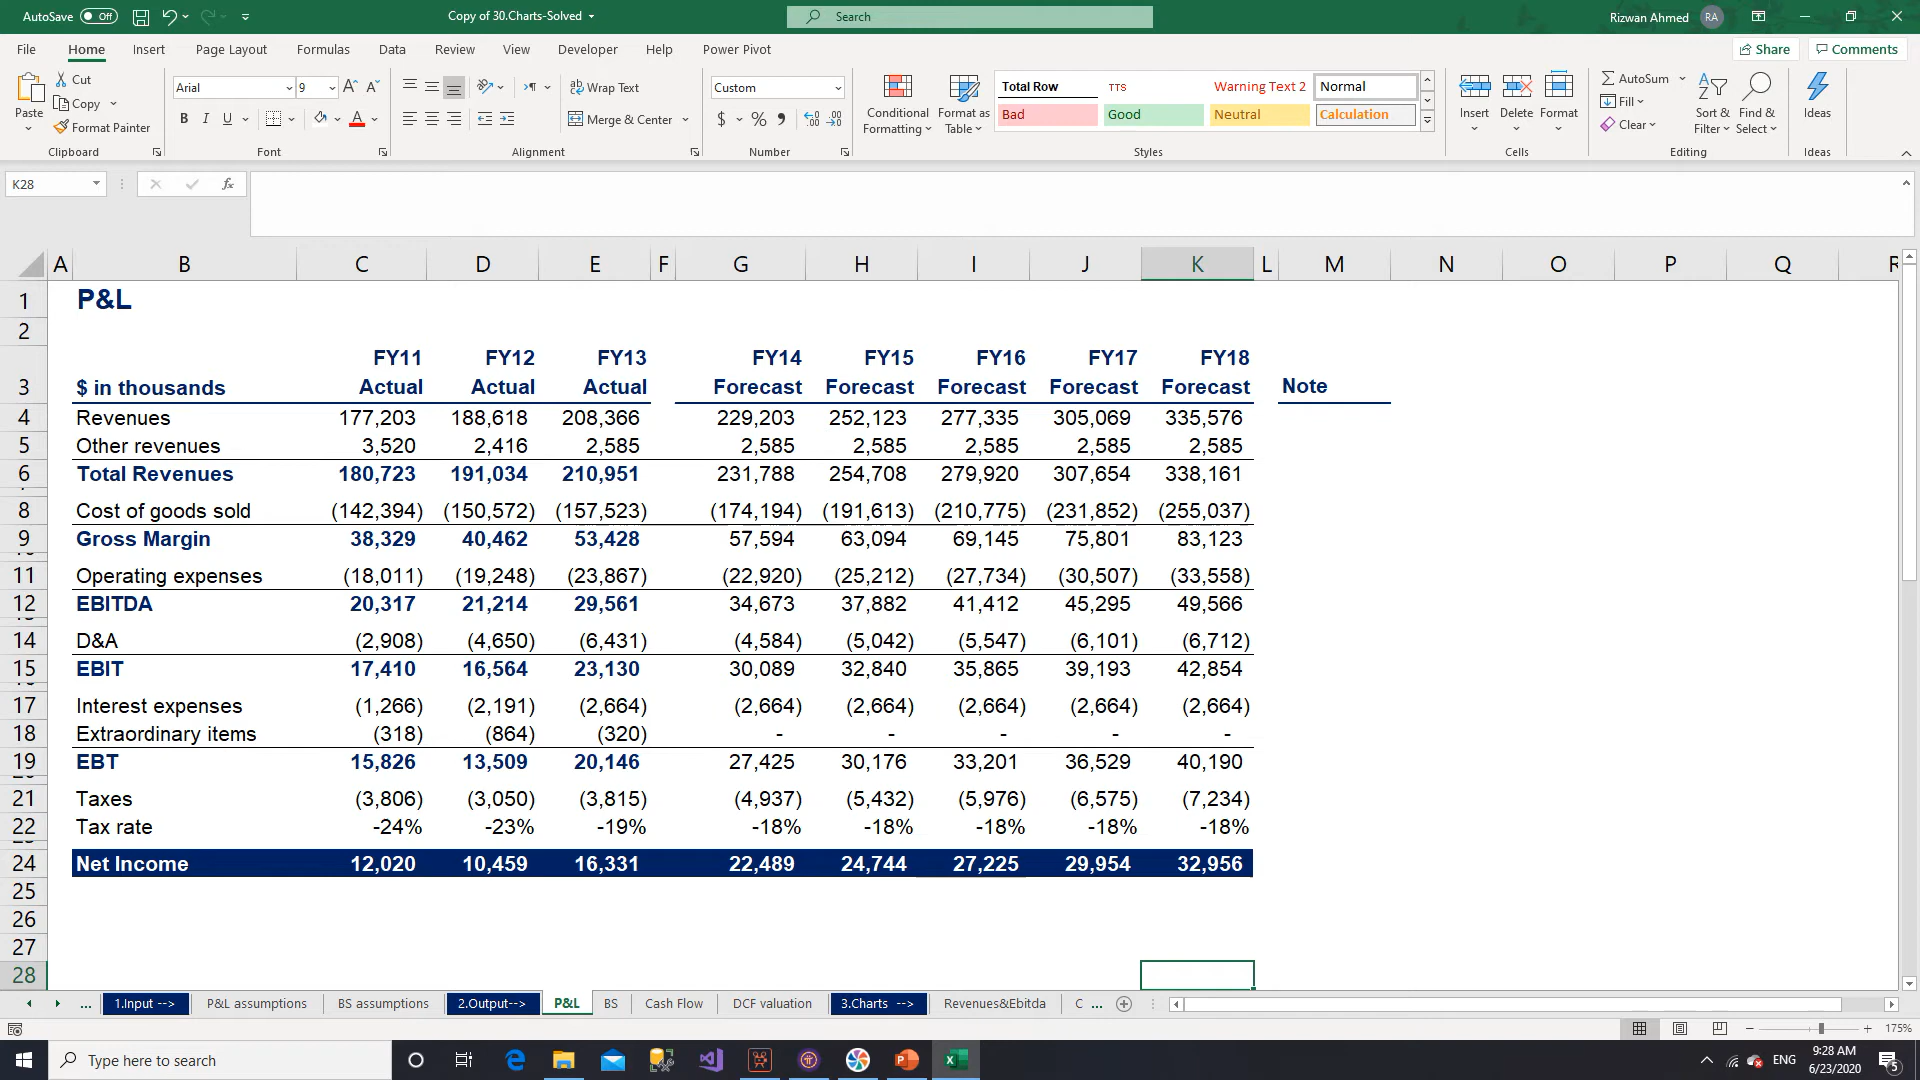 AutoSave Off Copy of 30.Charts-Solved Search Rizwan Ahmed RA
File Home Insert Page Layout Formulas Data Review View Developer Help Power Pivot Share Comments
Paste Cut Copy Format Painter
Clipboard
Arial 9
B I U
Font
Wrap Text
Merge & Center
Alignment
Custom
$ %
Number
Conditional Formatting
Format as Table
Total Row TTS Warning Text 2 Normal
Bad Good Neutral Calculation
Styles
Insert Delete Format
Cells
AutoSum
Fill
Clear
Sort & Filter
Find & Select
Editing
Ideas
Ideas
K28 fx
A B C D E F G H I J K L M N O P Q R
1 P&L
2
FY11 FY12 FY13 FY14 FY15 FY16 FY17 FY18
3 $ in thousands Actual Actual Actual Forecast Forecast Forecast Forecast Forecast Note
4 Revenues 177,203 188,618 208,366 229,203 252,123 277,335 305,069 335,576
5 Other revenues 3,520 2,416 2,585 2,585 2,585 2,585 2,585 2,585
6 Total Revenues 180,723 191,034 210,951 231,788 254,708 279,920 307,654 338,161
8 Cost of goods sold (142,394) (150,572) (157,523) (174,194) (191,613) (210,775) (231,852) (255,037)
9 Gross Margin 38,329 40,462 53,428 57,594 63,094 69,145 75,801 83,123
11 Operating expenses (18,011) (19,248) (23,867) (22,920) (25,212) (27,734) (30,507) (33,558)
12 EBITDA 20,317 21,214 29,561 34,673 37,882 41,412 45,295 49,566
14 D&A (2,908) (4,650) (6,431) (4,584) (5,042) (5,547) (6,101) (6,712)
15 EBIT 17,410 16,564 23,130 30,089 32,840 35,865 39,193 42,854
17 Interest expenses (1,266) (2,191) (2,664) (2,664) (2,664) (2,664) (2,664) (2,664)
18 Extraordinary items (318) (864) (320) - - - - -
19 EBT 15,826 13,509 20,146 27,425 30,176 33,201 36,529 40,190
21 Taxes (3,806) (3,050) (3,815) (4,937) (5,432) (5,976) (6,575) (7,234)
22 Tax rate -24% -23% -19% -18% -18% -18% -18% -18%
24 Net Income 12,020 10,459 16,331 22,489 24,744 27,225 29,954 32,956
25
26
27
28
... 1.Input --> P&L assumptions BS assumptions 2.Output--> P&L BS Cash Flow DCF valuation 3.Charts --> Revenues&Ebitda C ...
175%
Type here to search ENG 9:28 AM 5
6/23/2020